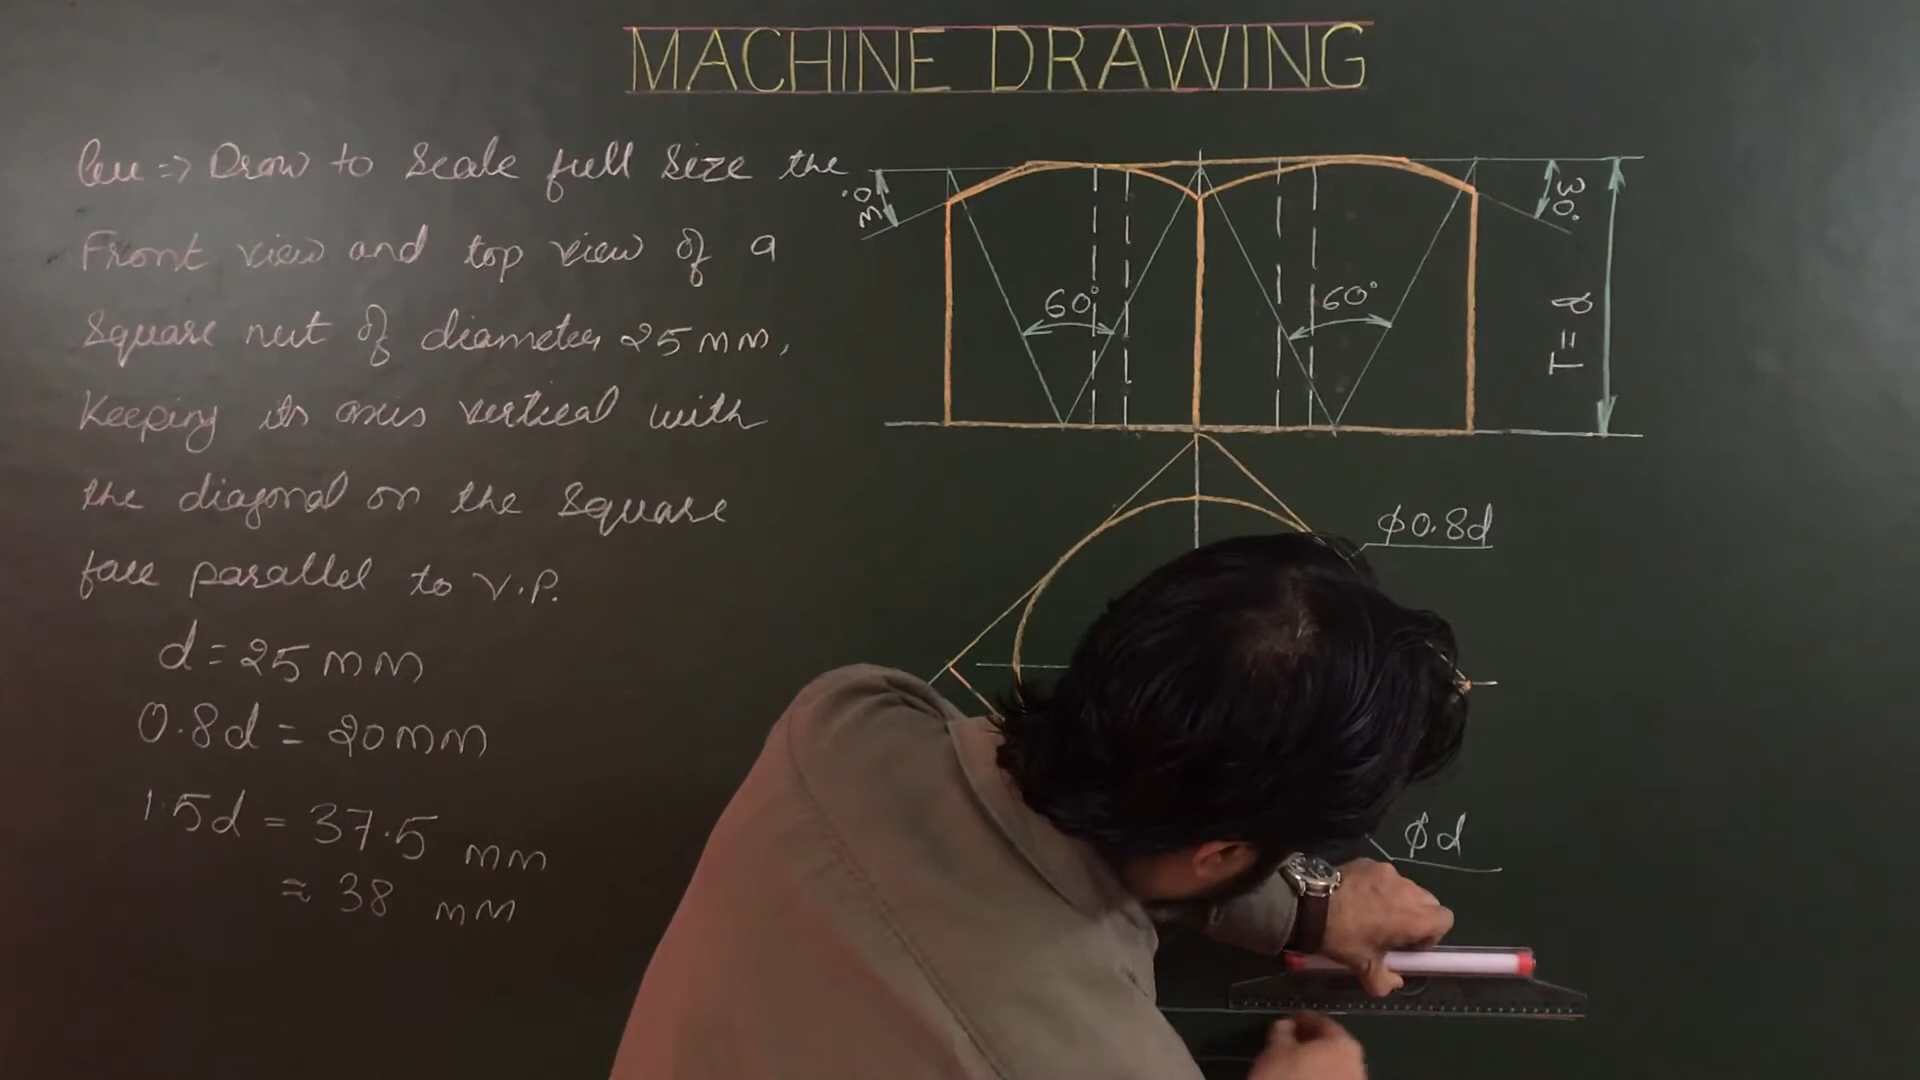 MACHINE DRAWING
Que => Draw to scale full size the
Front view and top view of a
square nut of diameter 25 mm,
Keeping its axis vertical with
the diagonal on the square
face parallel to V.P.
d = 25 mm
0.8d = 20 mm
1.5d = 37.5 mm
≈ 38 mm
30°
60°
60°
30°
T = d
ϕ0.8d
ϕd